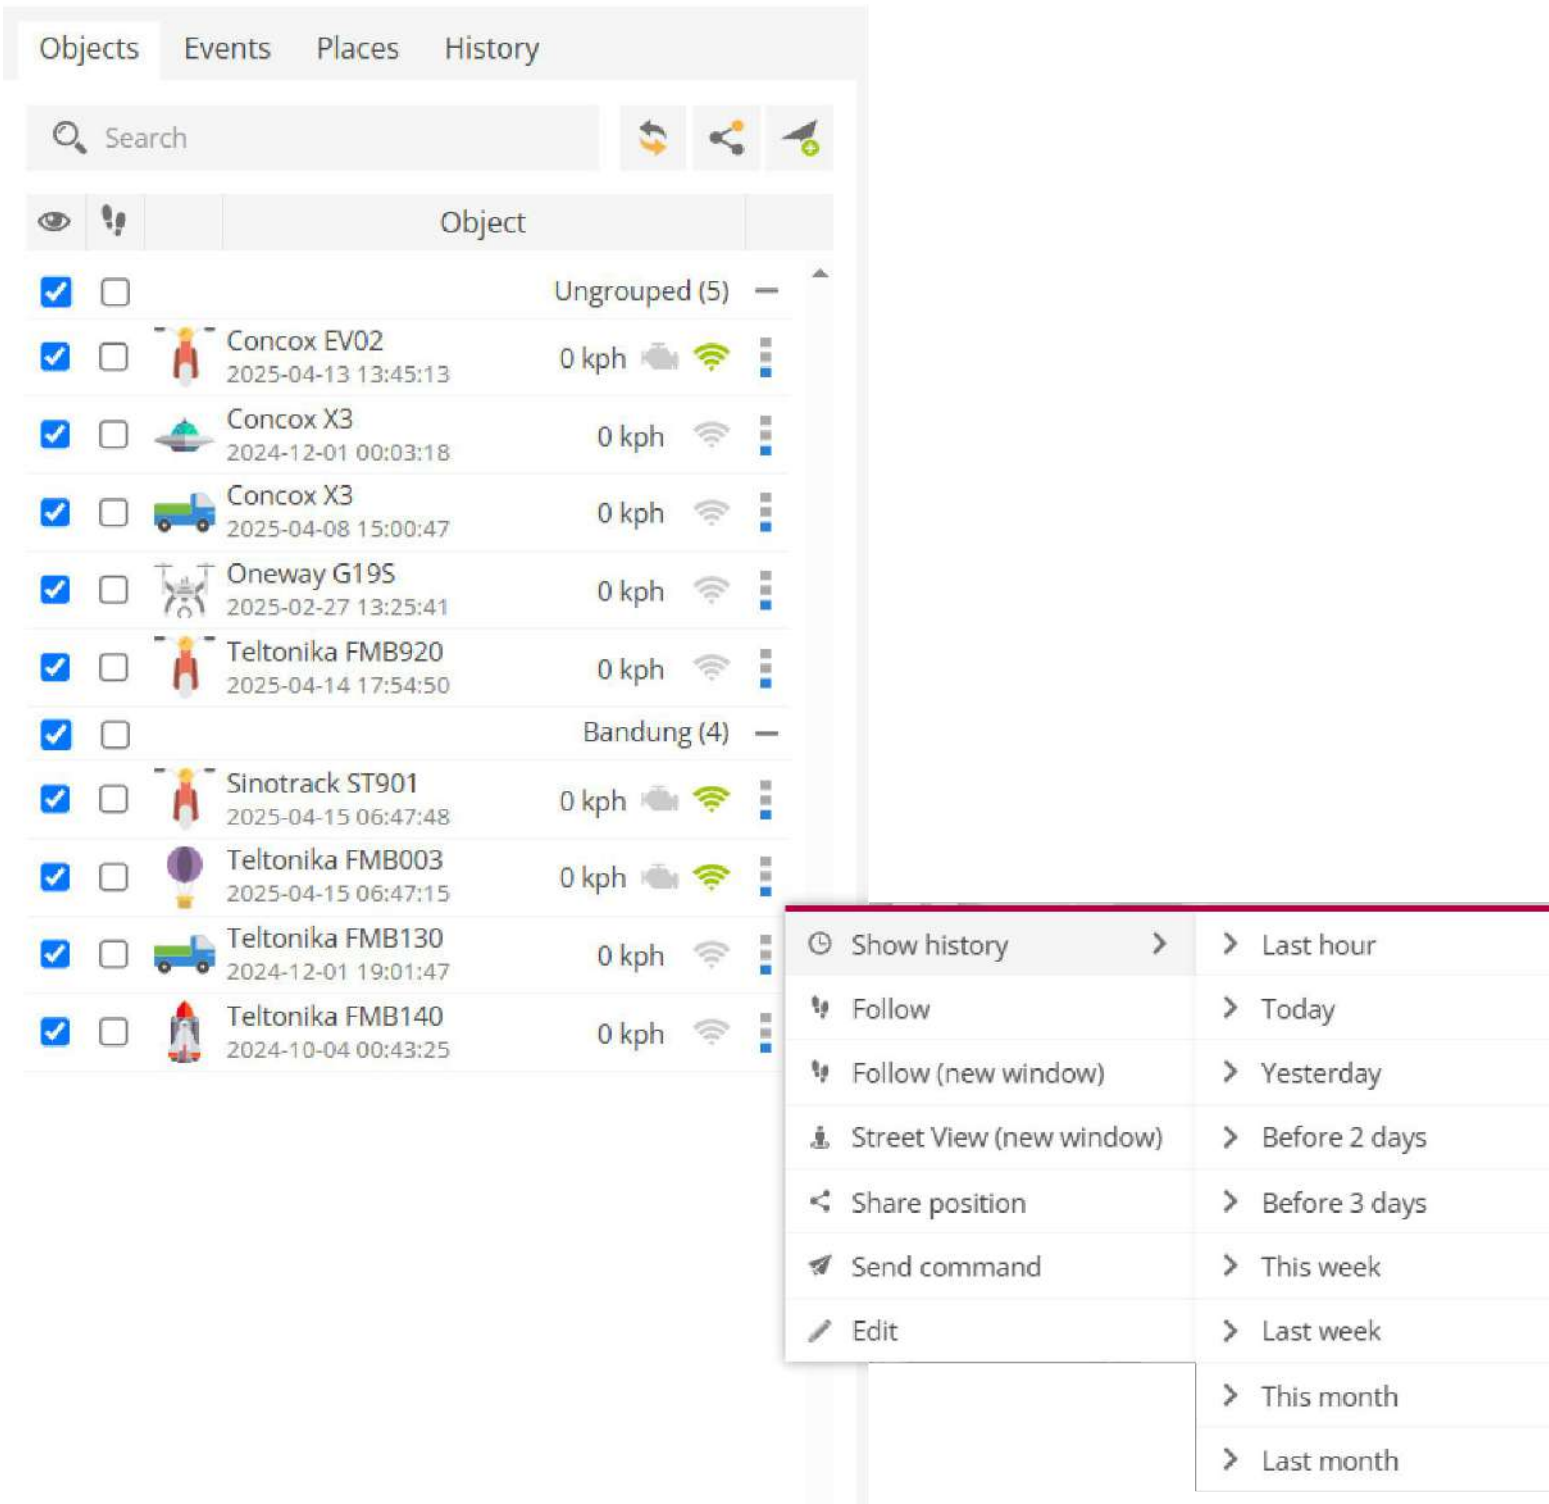 Objects Events Places History
Search
Object
Ungrouped (5)
Concox EV02
2025-04-13 13:45:13
0 kph
Concox X3
2024-12-01 00:03:18
0 kph
Concox X3
2025-04-08 15:00:47
0 kph
Oneway G19S
2025-02-27 13:25:41
0 kph
Teltonika FMB920
2025-04-14 17:54:50
0 kph
Bandung (4)
Sinotrack ST901
2025-04-15 06:47:48
0 kph
Teltonika FMB003
2025-04-15 06:47:15
0 kph
Teltonika FMB130
2024-12-01 19:01:47
0 kph
Teltonika FMB140
2024-10-04 00:43:25
0 kph
Show history
Follow
Follow (new window)
Street View (new window)
Share position
Send command
Edit
Last hour
Today
Yesterday
Before 2 days
Before 3 days
This week
Last week
This month
Last month